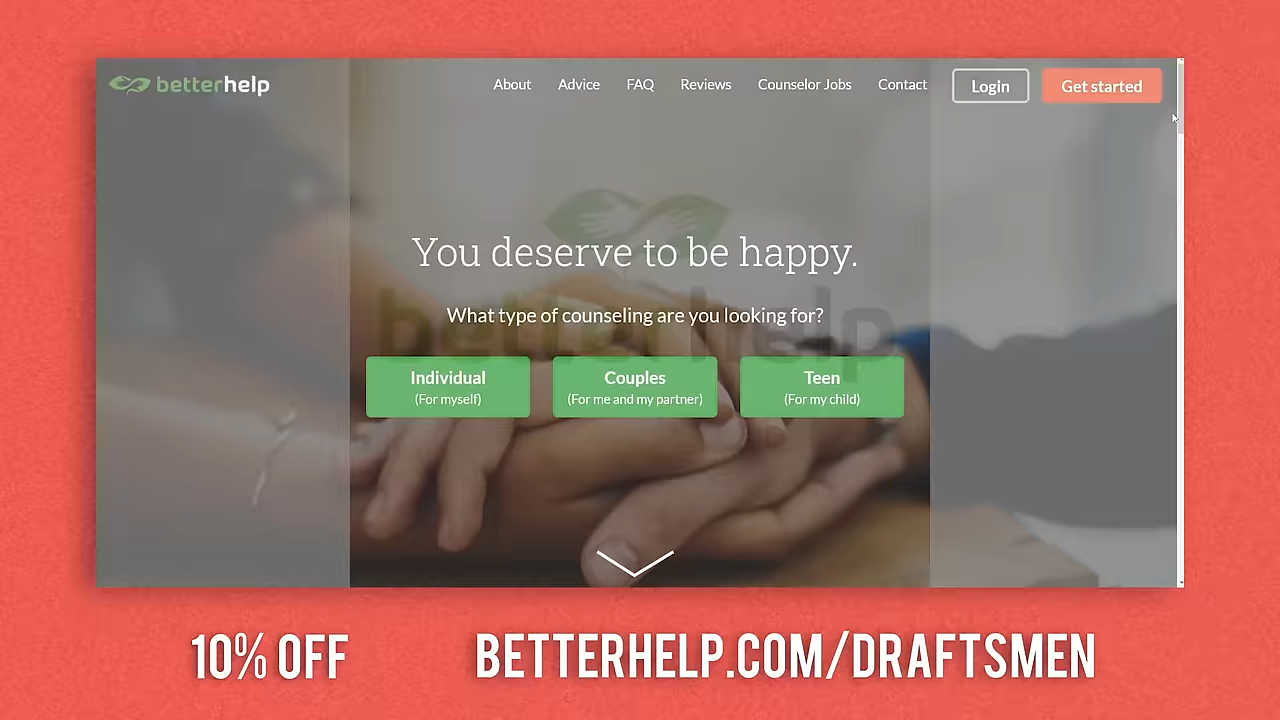 betterhelp
About Advice FAQ Reviews Counselor Jobs Contact Login Get started
You deserve to be happy.
betterhelp
What type of counseling are you looking for?
Individual Couples Teen
(For myself) (For me and my partner) (For my child)
10% OFF BETTERHELP.COM/DRAFTSMEN